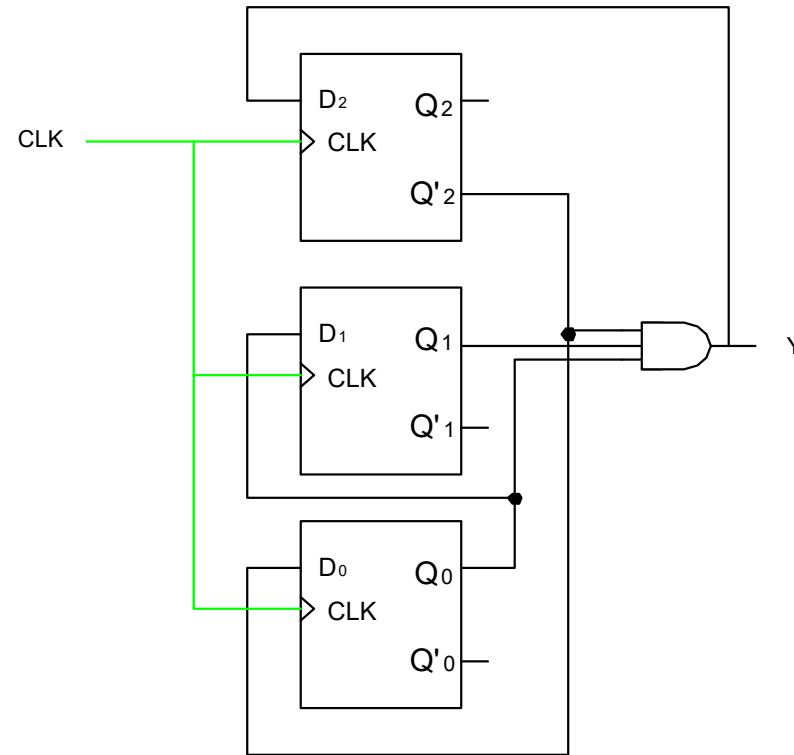 D₂ Q₂
CLK CLK
Q'₂
D₁ Q₁ Y
CLK
Q'₁
D₀ Q₀
CLK
Q'₀